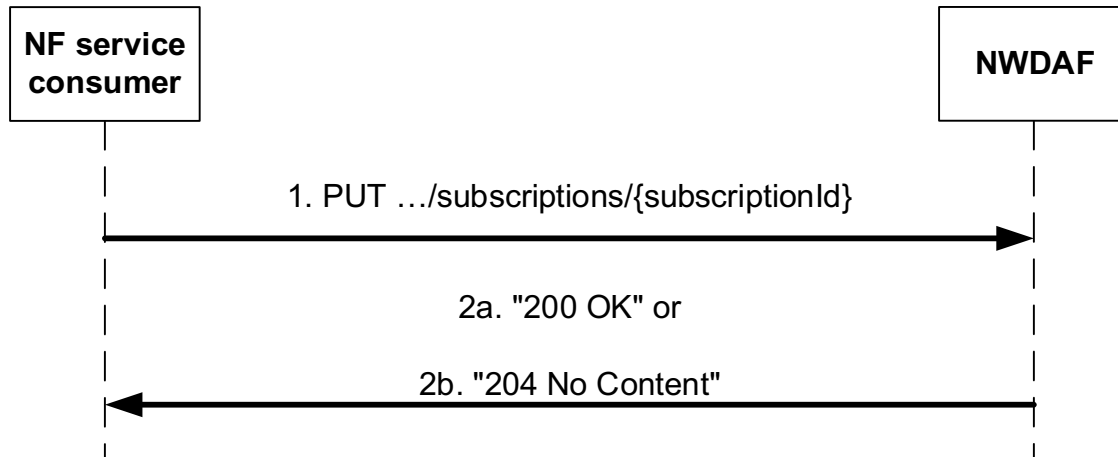 NF service
consumer
NWDAF
1. PUT …/subscriptions/{subscriptionId}
2a. "200 OK" or
2b. "204 No Content"